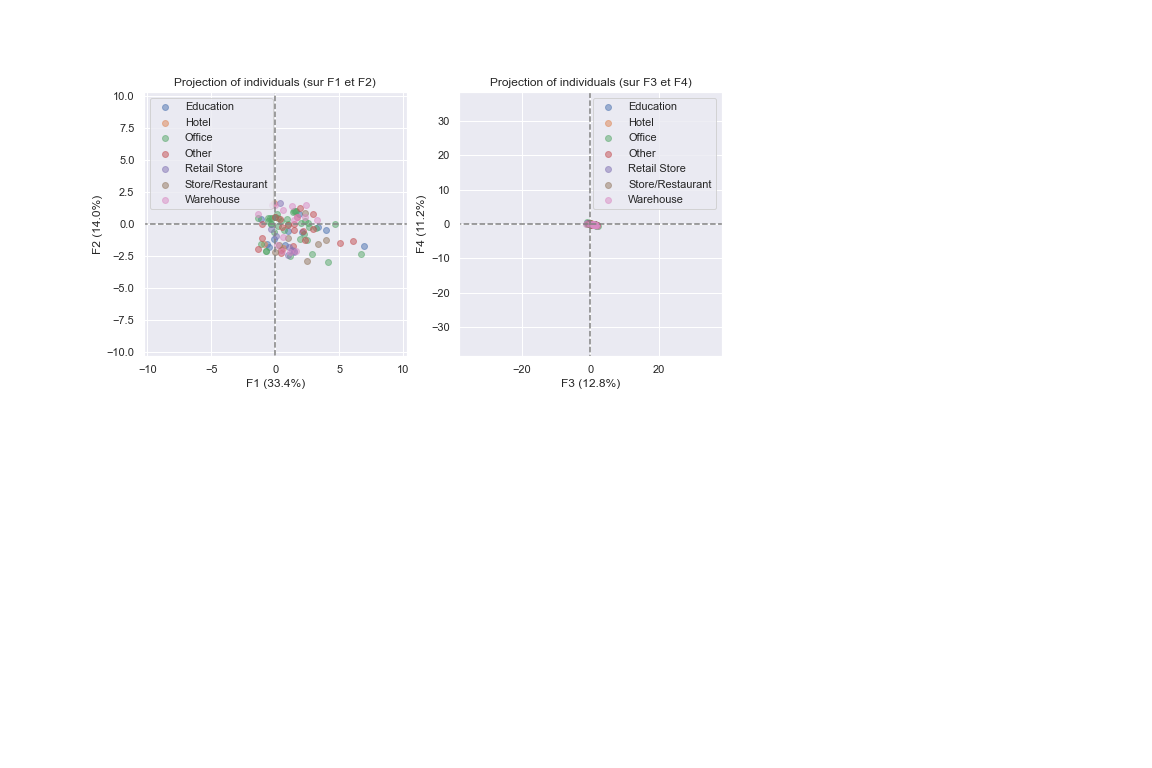 Projection of individuals (sur F1 et F2)
10.0
7.5
5.0
2.5
0.0
−2.5
−5.0
−7.5
−10.0
F2 (14.0%)
Education
Hotel
Office
Other
Retail Store
Store/Restaurant
Warehouse
−10
−5
0
5
10
F1 (33.4%)
Projection of individuals (sur F3 et F4)
30
20
10
0
−10
−20
−30
F4 (11.2%)
Education
Hotel
Office
Other
Retail Store
Store/Restaurant
Warehouse
−20
0
20
F3 (12.8%)